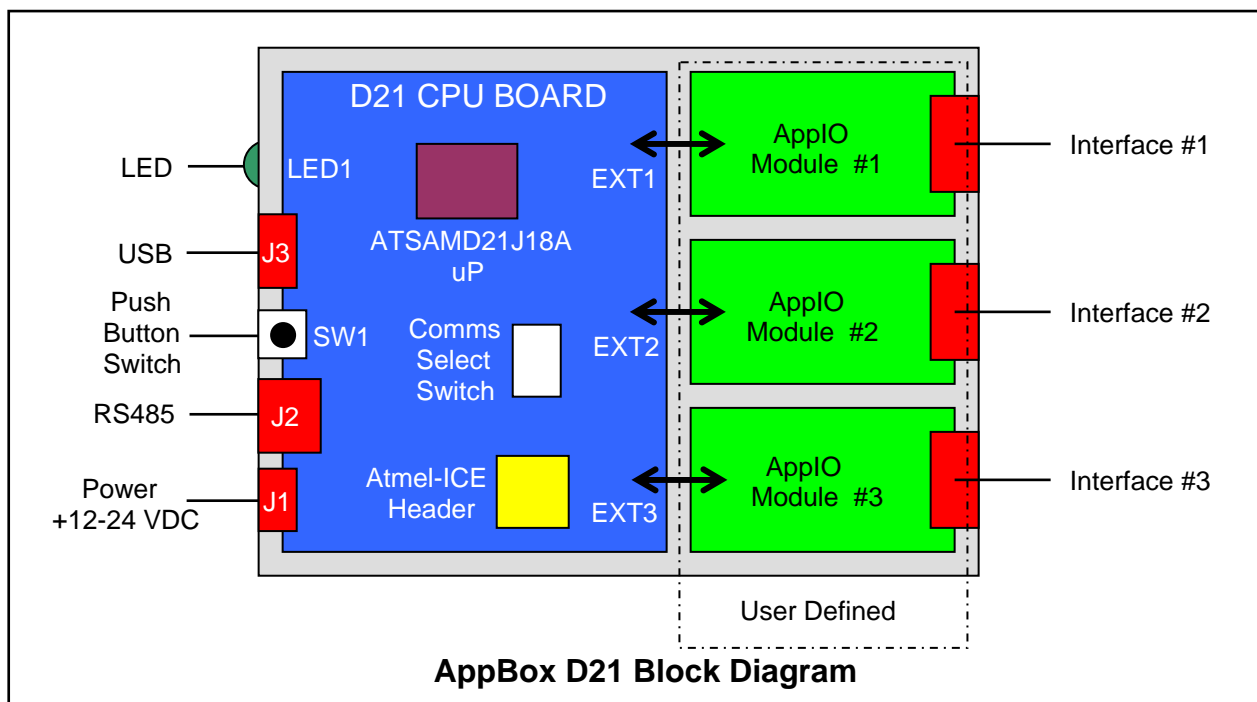 D21 CPU BOARD
LED
LED1
USB
J3
Push
Button
Switch
SW1
RS485
J2
Power
+12-24 VDC
J1
ATSAMD21J18A
uP
Comms
Select
Switch
Atmel-ICE
Header
EXT1
EXT2
EXT3
AppIO
Module #1
AppIO
Module #2
AppIO
Module #3
Interface #1
Interface #2
Interface #3
User Defined
AppBox D21 Block Diagram